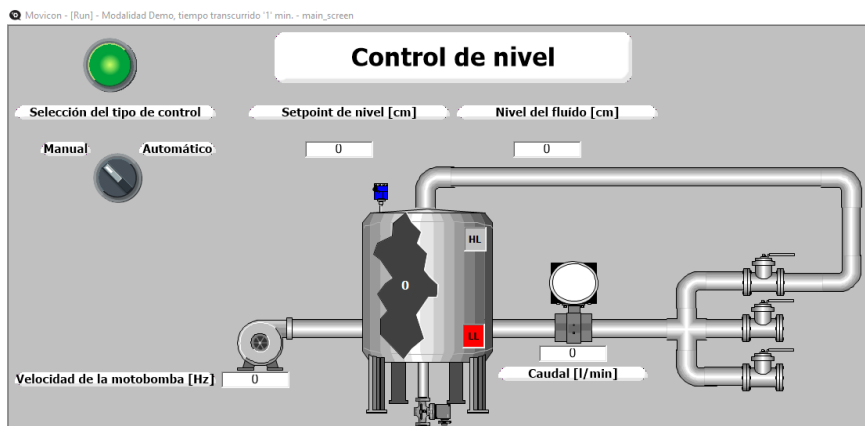 Movicon - [Run] - Modalidad Demo, tiempo transcurrido '1' min. - main_screen
Control de nivel
Selección del tipo de control
Setpoint de nivel [cm]
Nivel del fluído [cm]
Manual
Automático
0
0
HL
0
LL
0
Velocidad de la motobomba [Hz]
0
Caudal [l/min]